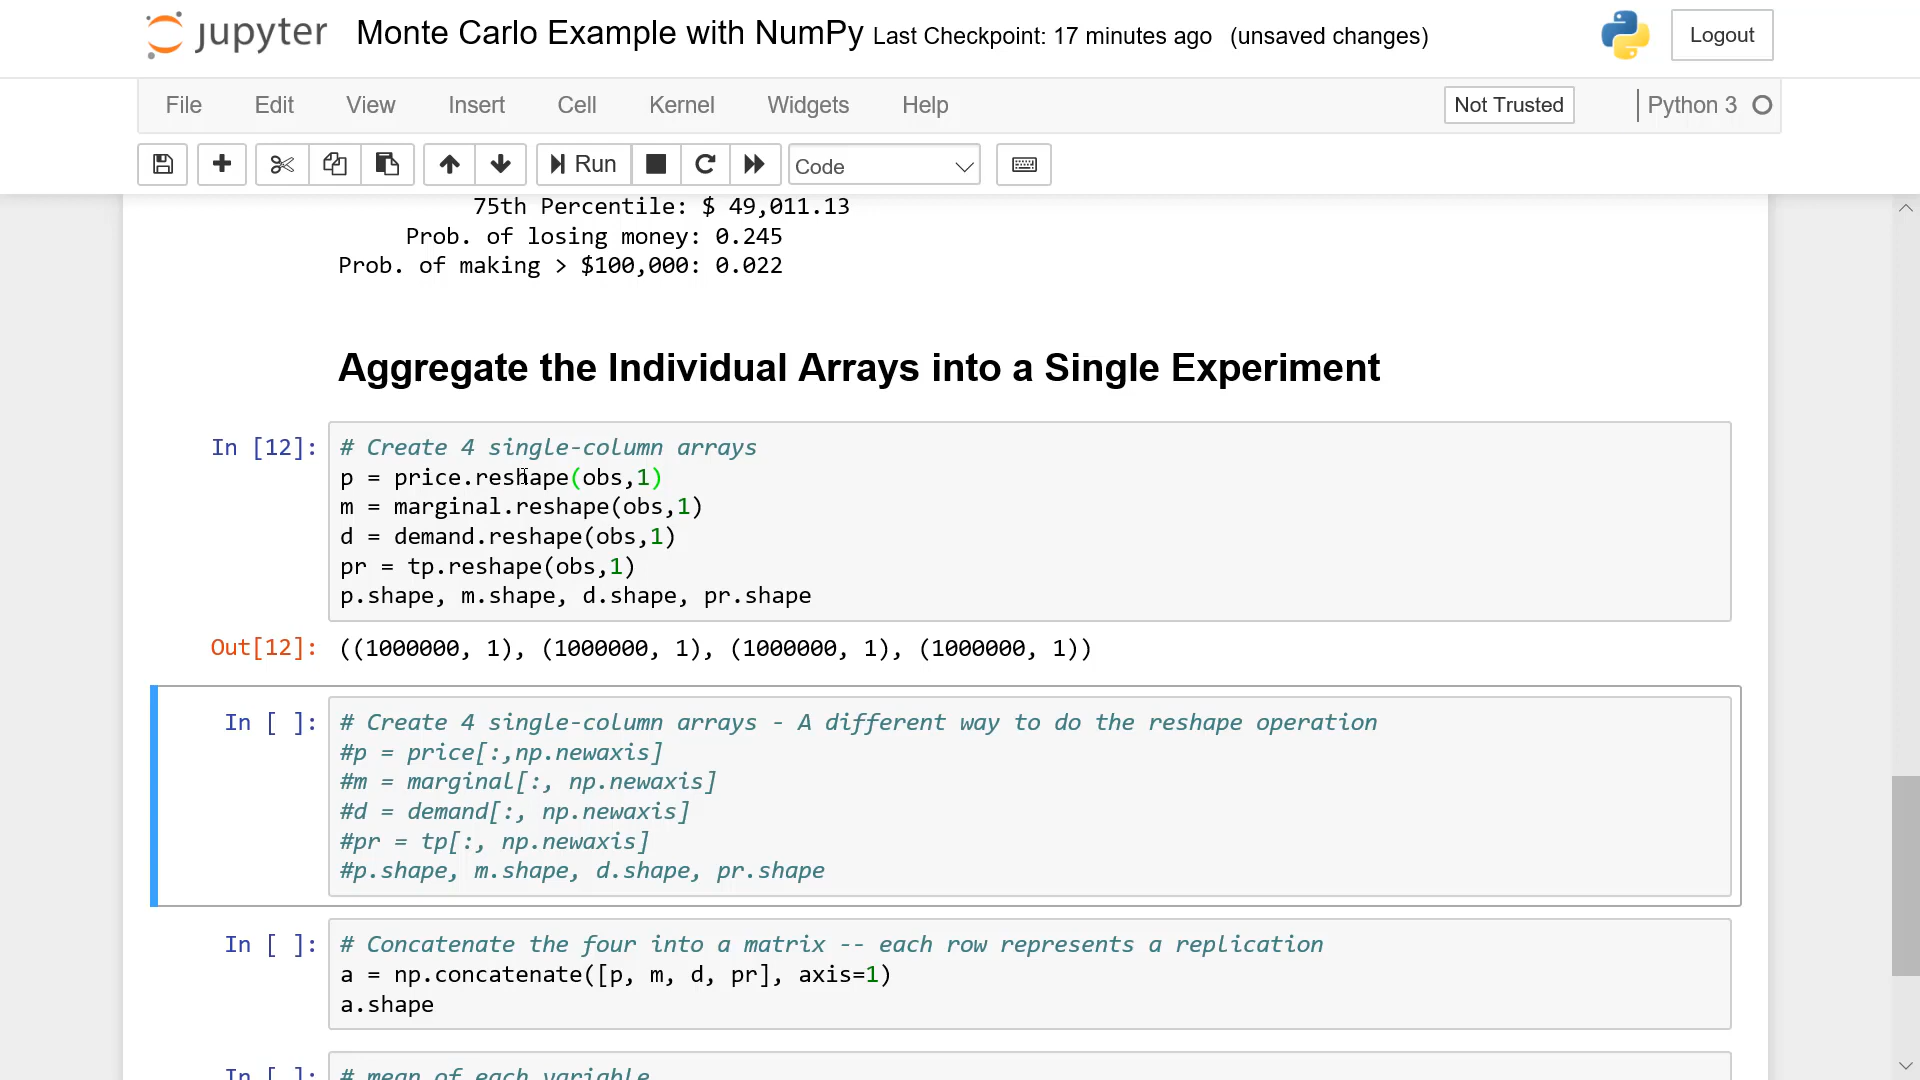 jupyter Monte Carlo Example with NumPy Last Checkpoint: 17 minutes ago (unsaved changes) Logout
File Edit View Insert Cell Kernel Widgets Help Not Trusted Python 3
Run Code
75th Percentile: $ 49,011.13
Prob. of losing money: 0.245
Prob. of making > $100,000: 0.022
Aggregate the Individual Arrays into a Single Experiment
In [12]: # Create 4 single-column arrays
p = price.reshape(obs,1)
m = marginal.reshape(obs,1)
d = demand.reshape(obs,1)
pr = tp.reshape(obs,1)
p.shape, m.shape, d.shape, pr.shape
Out[12]: ((1000000, 1), (1000000, 1), (1000000, 1), (1000000, 1))
In [ ]: # Create 4 single-column arrays - A different way to do the reshape operation
#p = price[:,np.newaxis]
#m = marginal[:, np.newaxis]
#d = demand[:, np.newaxis]
#pr = tp[:, np.newaxis]
#p.shape, m.shape, d.shape, pr.shape
In [ ]: # Concatenate the four into a matrix -- each row represents a replication
a = np.concatenate([p, m, d, pr], axis=1)
a.shape
In [ ]: # mean of each variable